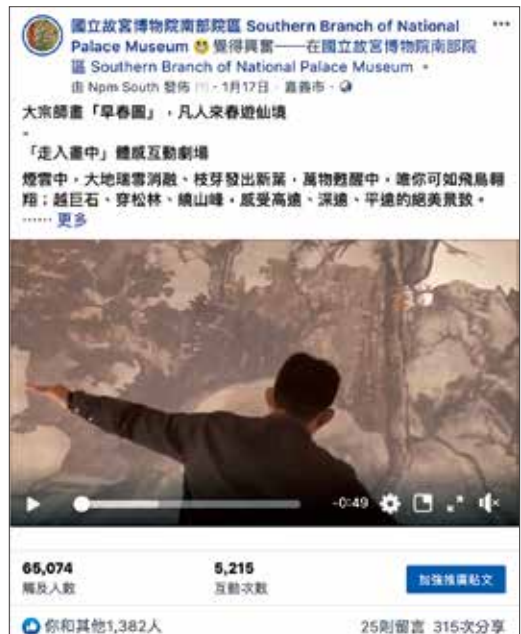 國立故宮博物院南部院區 Southern Branch of National
Palace Museum 覺得興奮——在國立故宮博物院南部院
區 Southern Branch of National Palace Museum。
由 Npm South 發佈 · 1月17日 · 嘉義市 ·
大宗師畫「早春圖」，凡人來春遊仙境
-
「走入畫中」體感互動劇場
煙雲中，大地瑞雪消融、枝芽發出新葉，萬物甦醒中，瞻你可如飛鳥翱
翔；越巨石、穿松林、繞山峰，感受高遠、深遠、平遠的絕美景致。
⋯⋯ 更多
-0:49
65,074
觸及人數
5,215
互動次數
加強推廣貼文
你和其他1,382人
25則留言 315次分享